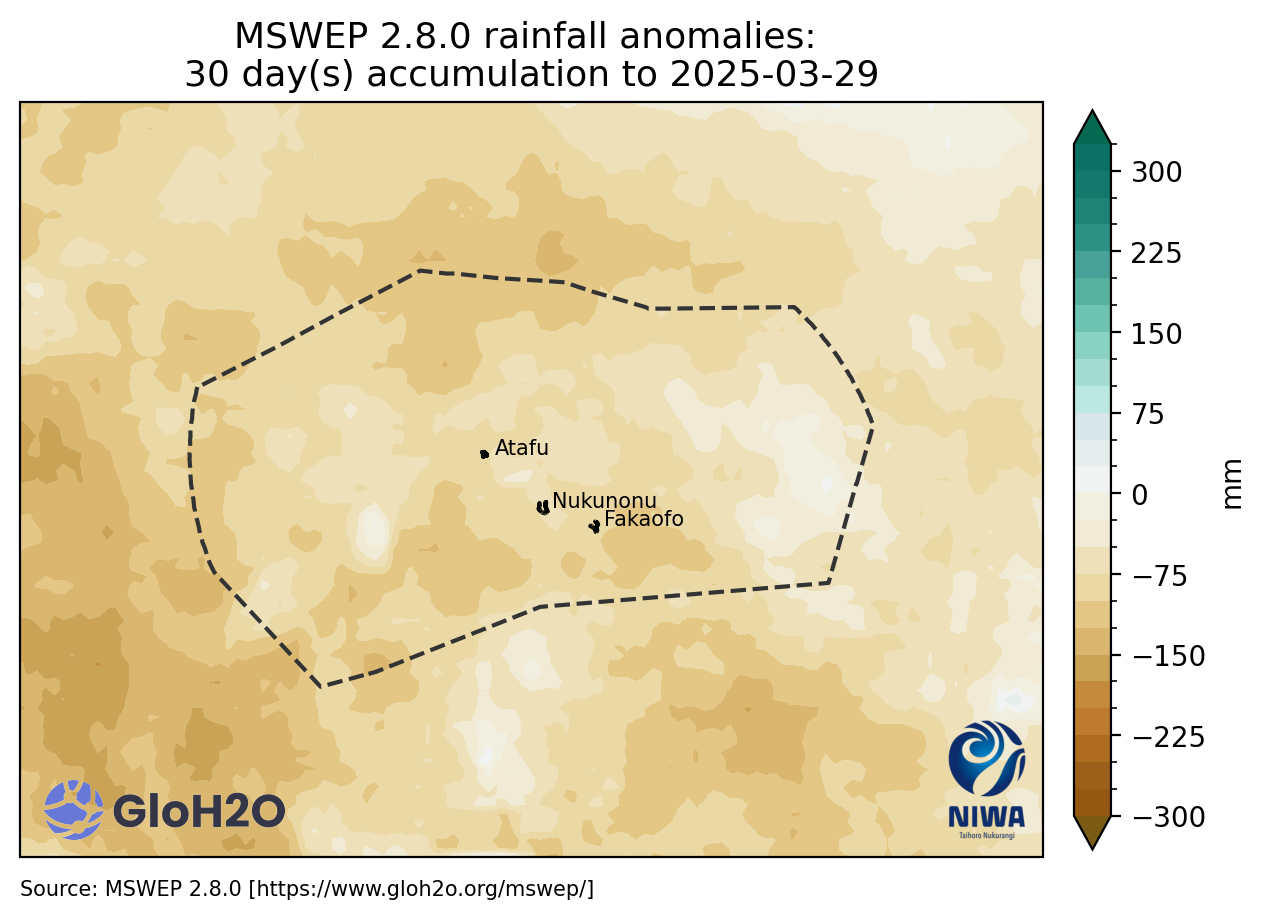 MSWEP 2.8.0 rainfall anomalies:
30 day(s) accumulation to 2025-03-29
300
225
150
75
0
−75
−150
−225
−300
mm
Atafu
Nukunonu
Fakaofo
GloH2O
NIWA
Taihoro Nukurangi
Source: MSWEP 2.8.0 [https://www.gloh2o.org/mswep/]